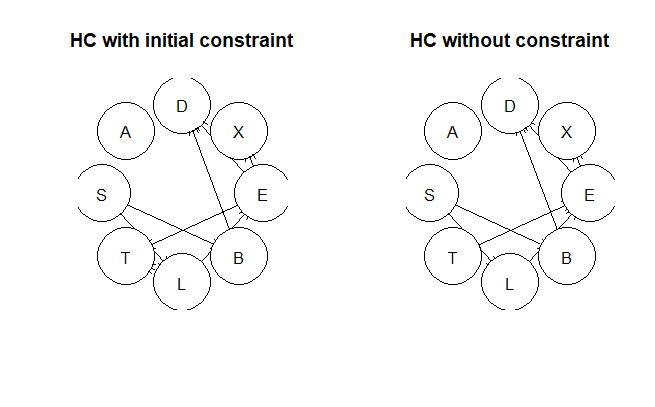 HC with initial constraint
D
A
X
S
E
T
B
L
HC without constraint
D
A
X
S
E
T
B
L